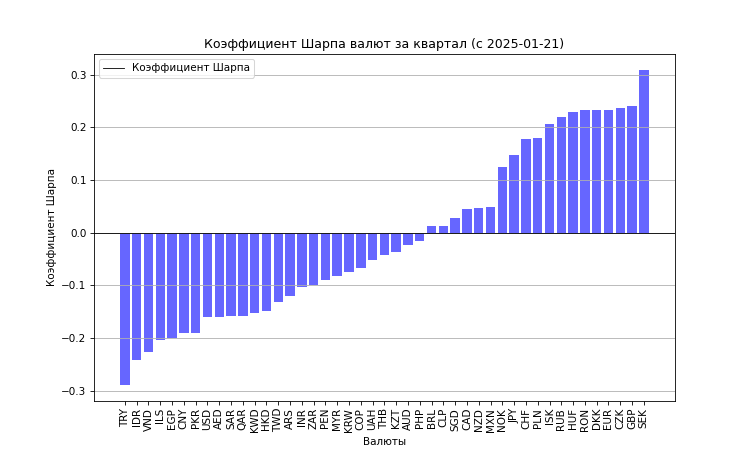 Коэффициент Шарпа валют за квартал (с 2025-01-21)
Коэффициент Шарпа
0.3
0.2
0.1
0.0
−0.1
−0.2
−0.3
Коэффициент Шарпа
TRY IDR VND ILS EGP CNY PKR USD AED SAR QAR KWD HKD TWD ARS INR ZAR PEN MYR KRW COP UAH THB KZT AUD PHP BRL CLP SGD CAD NZD MXN NOK JPY CHF PLN ISK RUB HUF RON DKK EUR CZK GBP SEK
Валюты